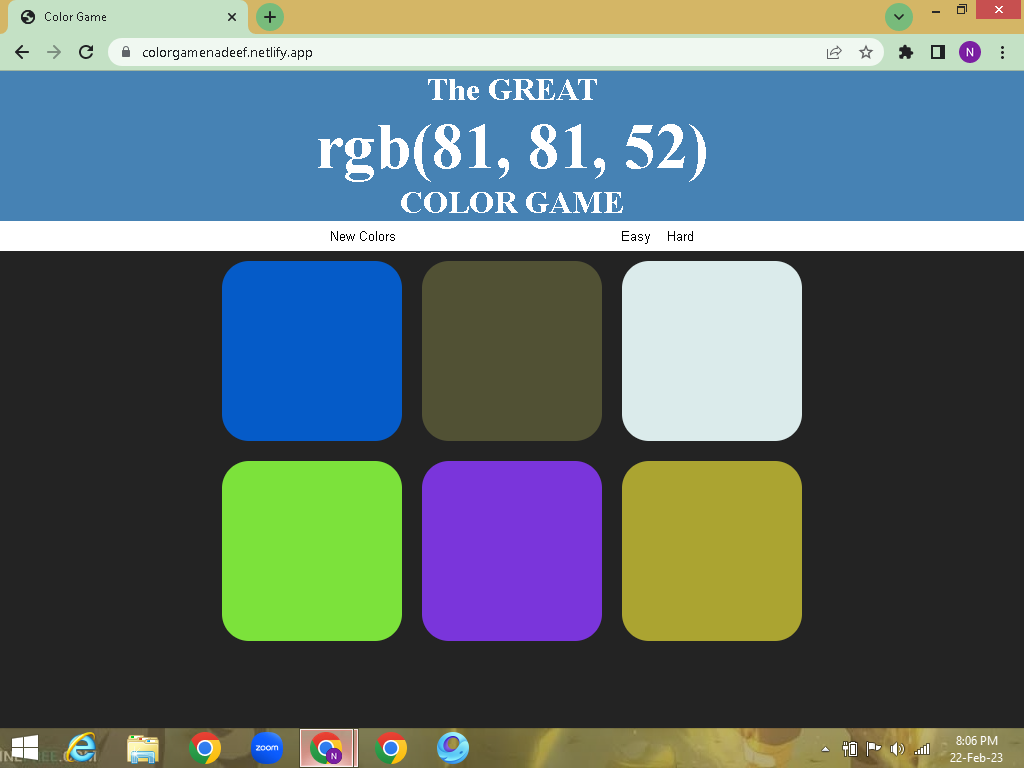 Color Game
colorgamenadeef.netlify.app
N
The GREAT
rgb(81, 81, 52)
COLOR GAME
New Colors
Easy
Hard
zoom
N
8:06 PM
22-Feb-23